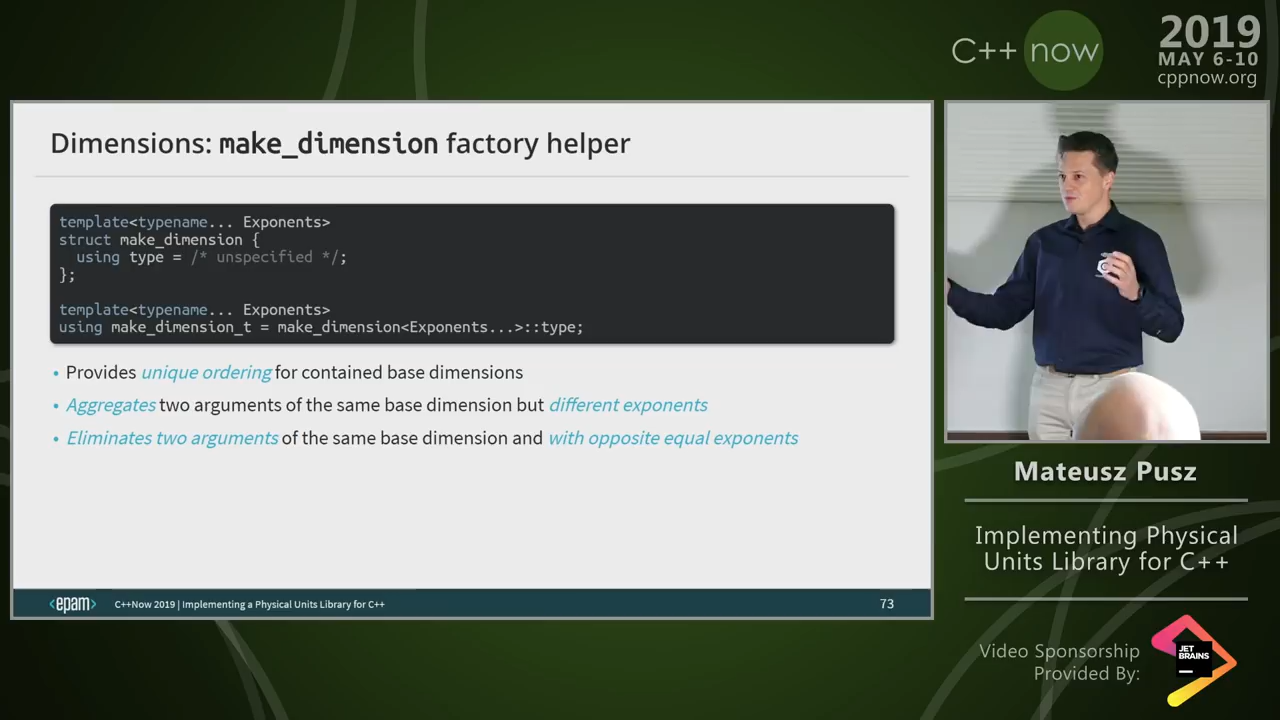 C++ now
2019
MAY 6-10
cppnow.org
Dimensions: make_dimension factory helper
template<typename... Exponents>
struct make_dimension {
  using type = /* unspecified */;
};
template<typename... Exponents>
using make_dimension_t = make_dimension<Exponents...>::type;
• Provides unique ordering for contained base dimensions
• Aggregates two arguments of the same base dimension but different exponents
• Eliminates two arguments of the same base dimension and with opposite equal exponents
<epam>
C++Now 2019 | Implementing a Physical Units Library for C++
73
Mateusz Pusz
Implementing Physical
Units Library for C++
Video Sponsorship
Provided By:
JET
BRAINS